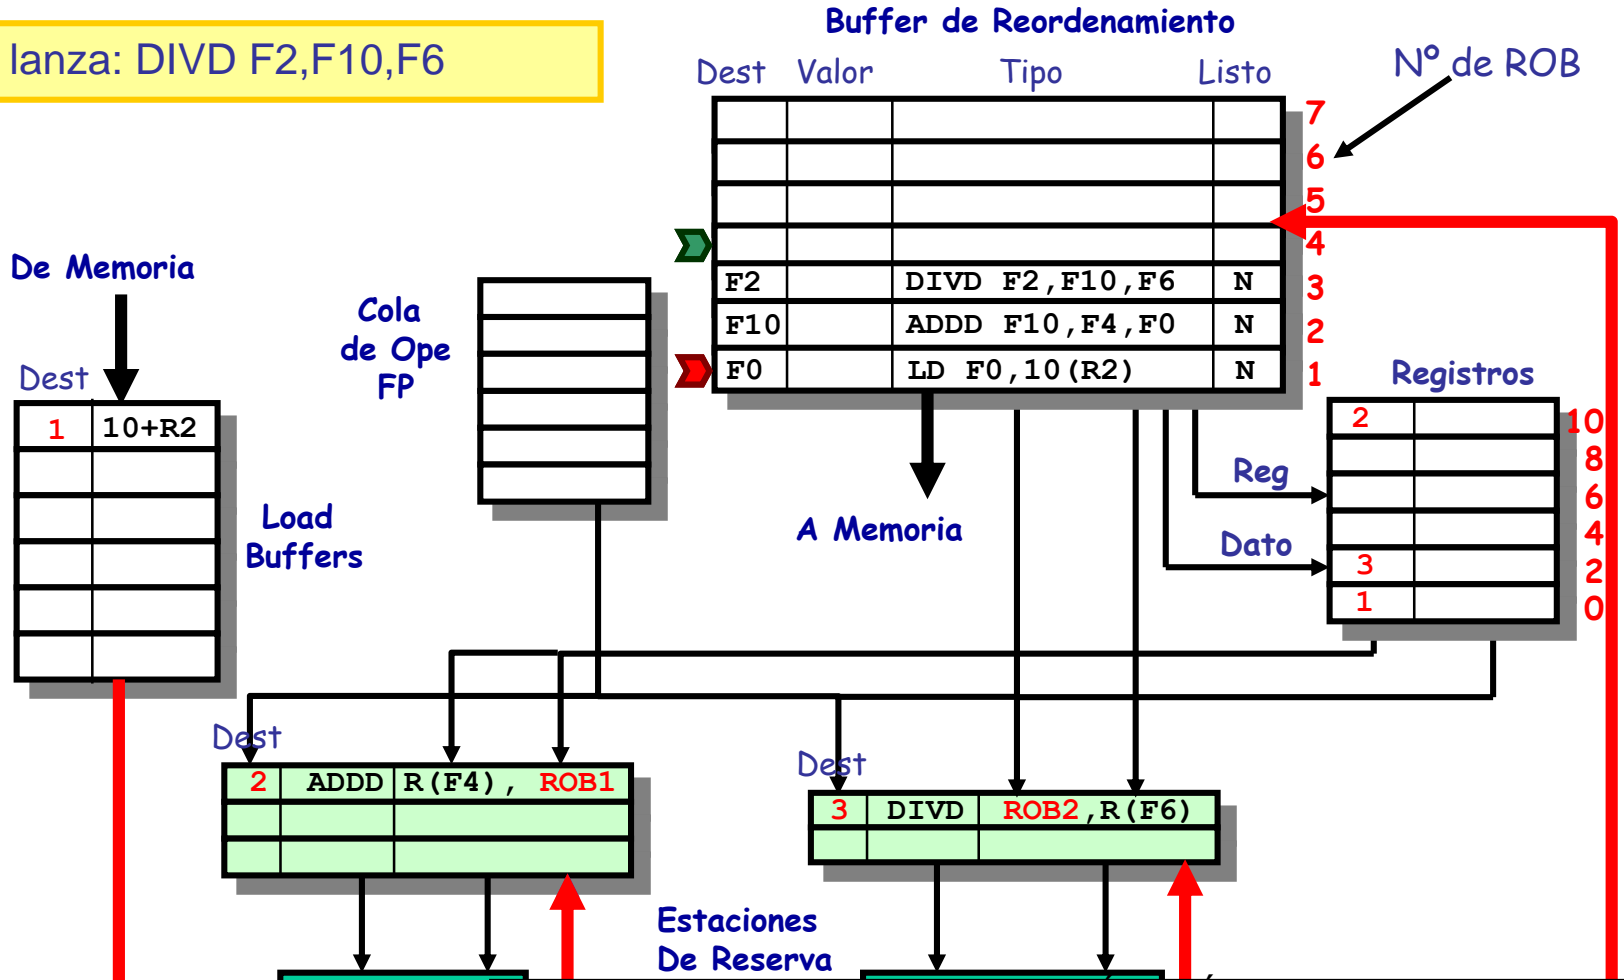 Buffer de Reordenamiento
lanza: DIVD F2,F10,F6
Dest Valor Tipo Listo
Nº de ROB
7
6
5
4
F2 DIVD F2,F10,F6 N 3
F10 ADDD F10,F4,F0 N 2
F0 LD F0,10(R2) N 1
De Memoria
Cola
de Ope
FP
Dest
1 10+R2
Load
Buffers
A Memoria
Registros
2 10
8
6
4
3 2
1 0
Reg
Dato
Dest
2 ADDD R(F4), ROB1
Dest
3 DIVD ROB2,R(F6)
Estaciones
De Reserva